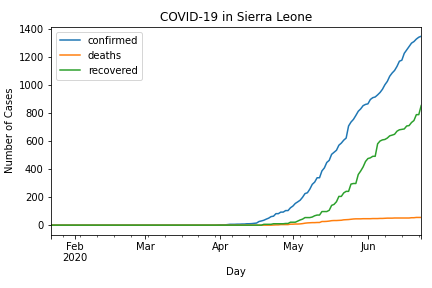 COVID-19 in Sierra Leone
confirmed
deaths
recovered
Number of Cases
1400
1200
1000
800
600
400
200
0
Feb
2020
Mar
Apr
May
Jun
Day